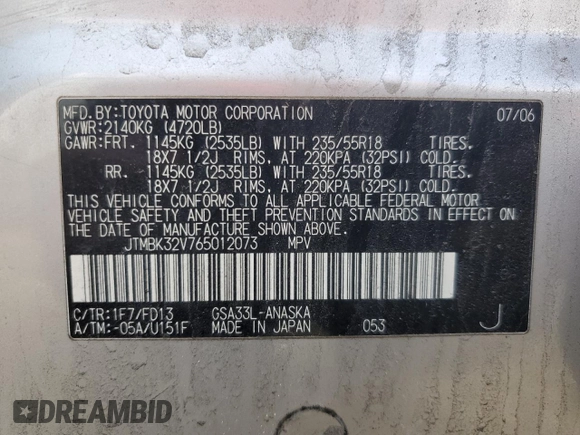 MFD.BY:TOYOTA MOTOR CORPORATION 07/06
GVWR:2140KG (4720LB)
GAWR:FRT. 1145KG (2535LB) WITH 235/55R18 TIRES.
18X7 1/2J RIMS, AT 220KPA (32PSI) COLD.
RR. 1145KG (2535LB) WITH 235/55R18 TIRES.
18X7 1/2J RIMS, AT 220KPA (32PSI) COLD.
THIS VEHICLE CONFORMS TO ALL APPLICABLE FEDERAL MOTOR
VEHICLE SAFETY AND THEFT PREVENTION STANDARDS IN EFFECT ON
THE DATE OF MANUFACTURE SHOWN ABOVE.
JTMBK32V765012073 MPV
C/TR:1F7/FD13 GSA33L-ANASKA
A/TM:-05A/U151F MADE IN JAPAN 053 J
DREAMBID